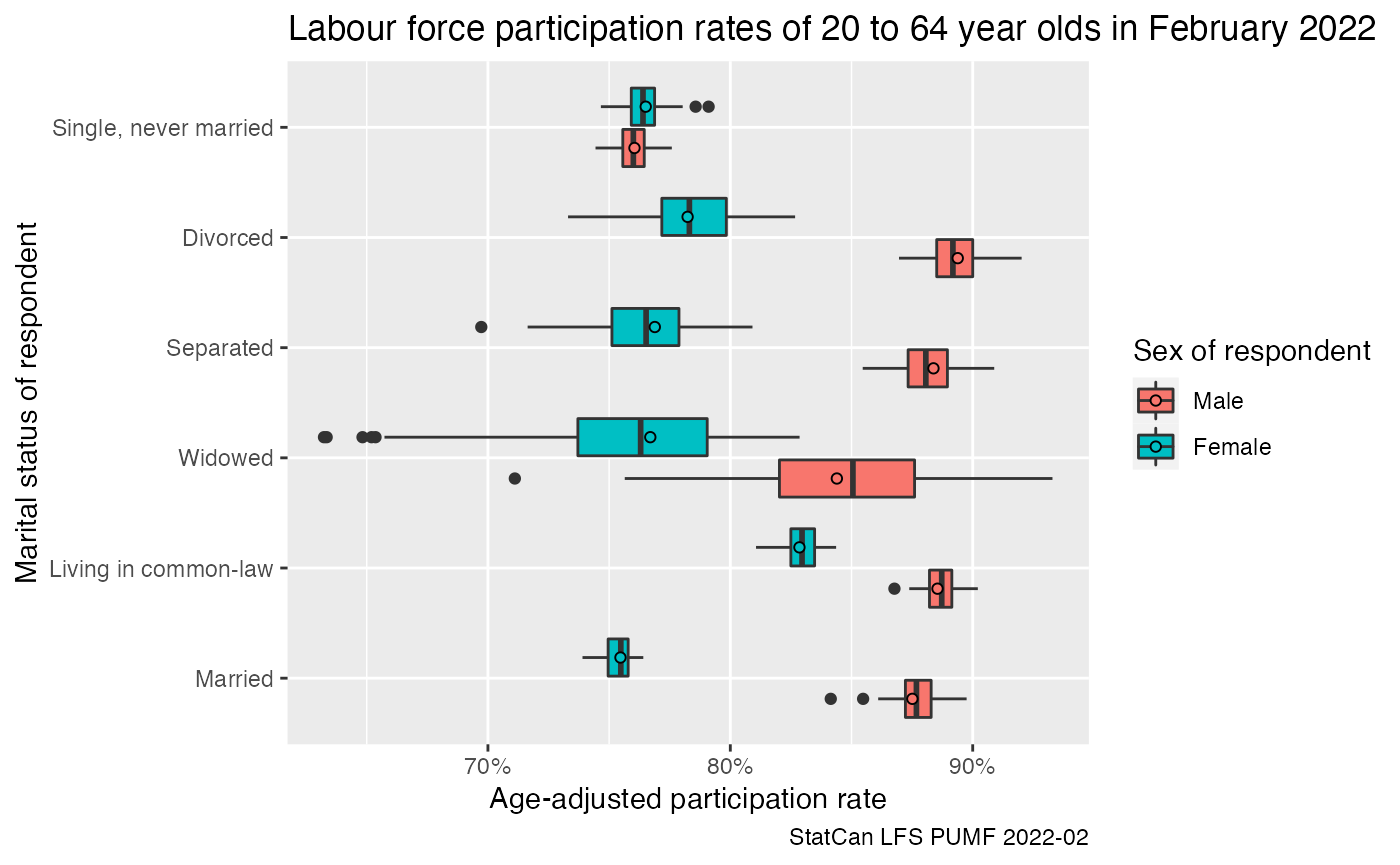 Labour force participation rates of 20 to 64 year olds in February 2022
Marital status of respondent
Single, never married
Divorced
Separated
Widowed
Living in common-law
Married
70%
80%
90%
Age-adjusted participation rate
StatCan LFS PUMF 2022-02
Sex of respondent
Male
Female